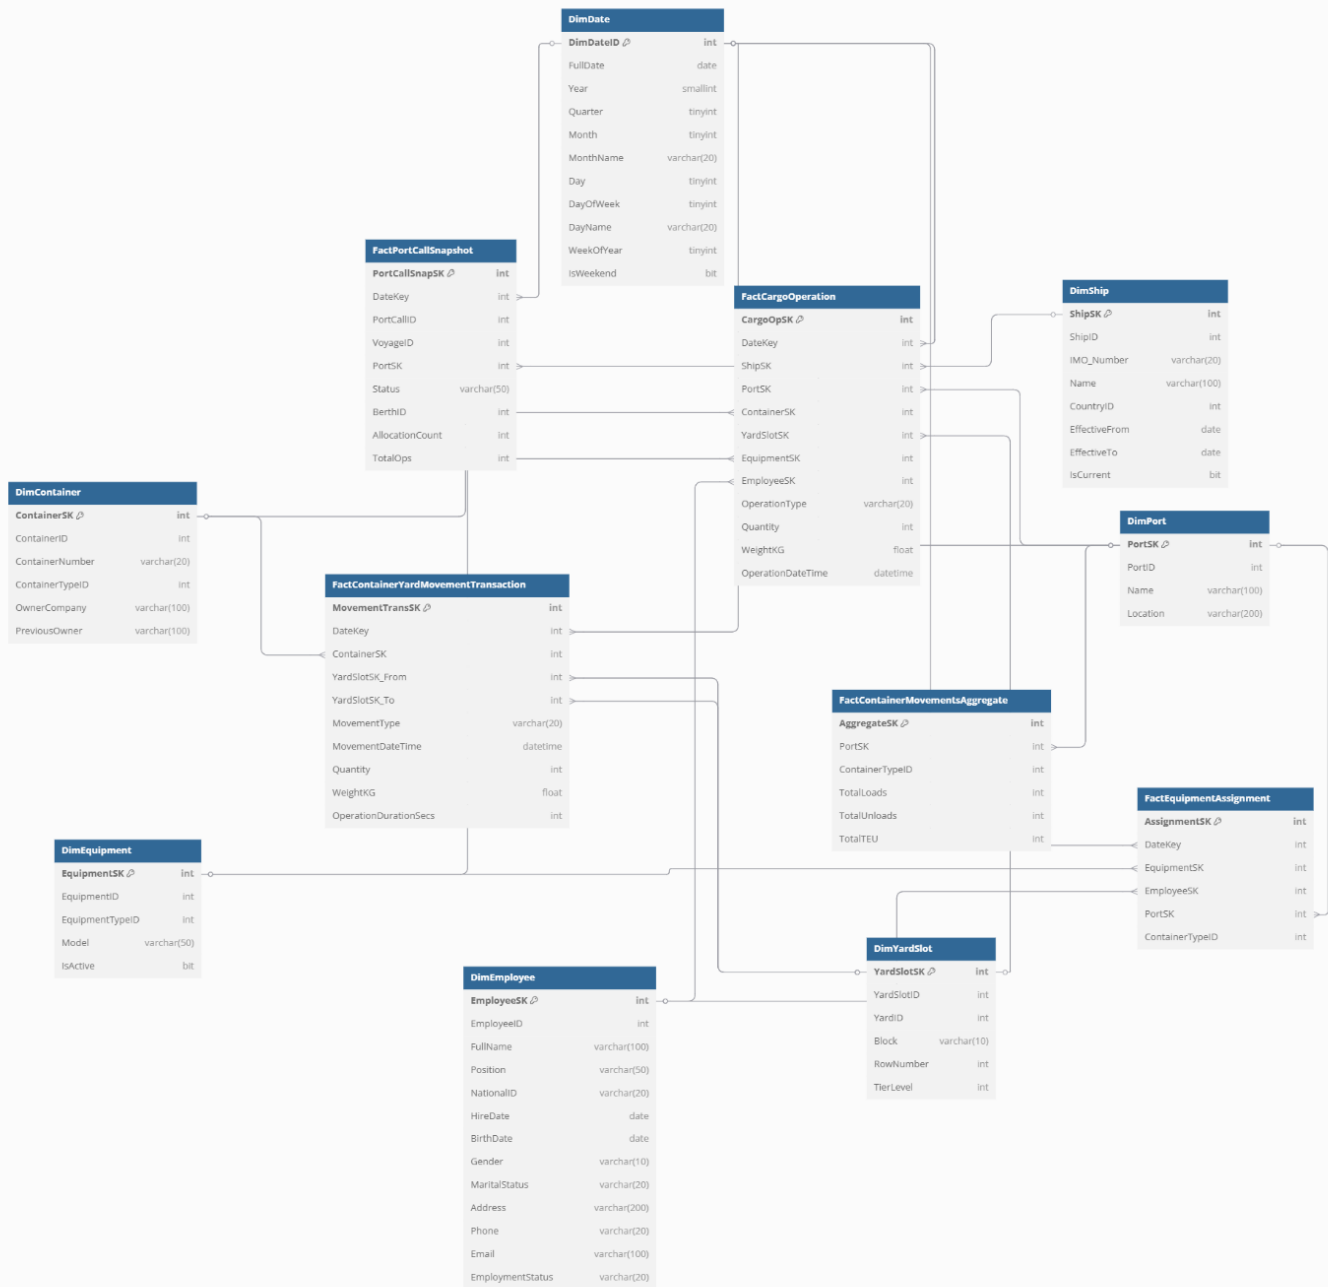 DimDate
DimDateID int
FullDate date
Year smallint
Quarter tinyint
Month tinyint
MonthName varchar(20)
Day tinyint
DayOfWeek tinyint
DayName varchar(20)
WeekOfYear tinyint
IsWeekend bit
FactPortCallSnapshot
PortCallSnapSK int
DateKey int
PortCallID int
VoyageID int
PortSK int
Status varchar(50)
BerthID int
AllocationCount int
TotalOps int
FactCargoOperation
CargoOpSK int
DateKey int
ShipSK int
PortSK int
ContainerSK int
YardSlotSK int
EquipmentSK int
EmployeeSK int
OperationType varchar(20)
Quantity int
WeightKG float
OperationDateTime datetime
DimShip
ShipSK int
ShipID int
IMO_Number varchar(20)
Name varchar(100)
CountryID int
EffectiveFrom date
EffectiveTo date
IsCurrent bit
DimContainer
ContainerSK int
ContainerID int
ContainerNumber varchar(20)
ContainerTypeID int
OwnerCompany varchar(100)
PreviousOwner varchar(100)
DimPort
PortSK int
PortID int
Name varchar(100)
Location varchar(200)
FactContainerYardMovementTransaction
MovementTransSK int
DateKey int
ContainerSK int
YardSlotSK_From int
YardSlotSK_To int
MovementType varchar(20)
MovementDateTime datetime
Quantity int
WeightKG float
OperationDurationSecs int
FactContainerMovementsAggregate
AggregateSK int
PortSK int
ContainerTypeID int
TotalLoads int
TotalUnloads int
TotalTEU int
FactEquipmentAssignment
AssignmentSK int
DateKey int
EquipmentSK int
EmployeeSK int
PortSK int
ContainerTypeID int
DimEquipment
EquipmentSK int
EquipmentID int
EquipmentTypeID int
Model varchar(50)
IsActive bit
DimYardSlot
YardSlotSK int
YardSlotID int
YardID int
Block varchar(10)
RowNumber int
TierLevel int
DimEmployee
EmployeeSK int
EmployeeID int
FullName varchar(100)
Position varchar(50)
NationalID varchar(20)
HireDate date
BirthDate date
Gender varchar(10)
MaritalStatus varchar(20)
Address varchar(200)
Phone varchar(20)
Email varchar(100)
EmploymentStatus varchar(20)